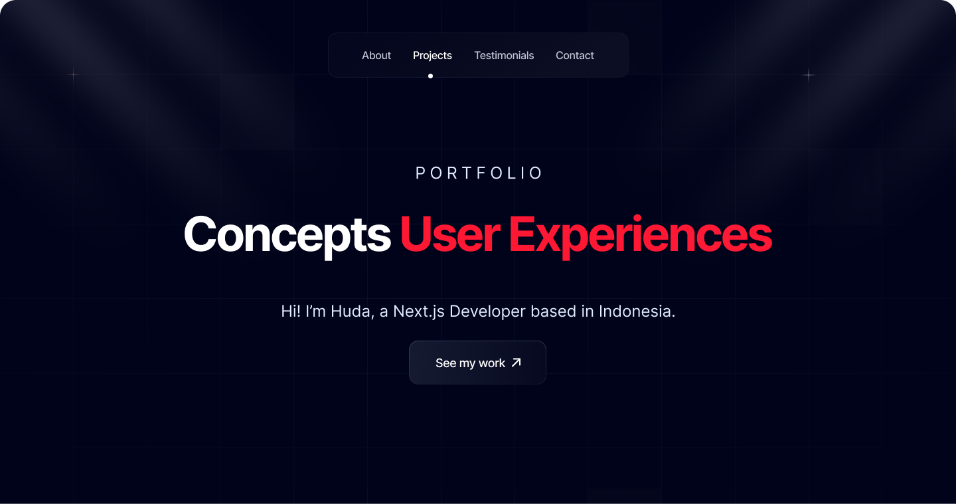 About Projects Testimonials Contact
PORTFOLIO
Concepts User Experiences
Hi! I’m Huda, a Next.js Developer based in Indonesia.
See my work